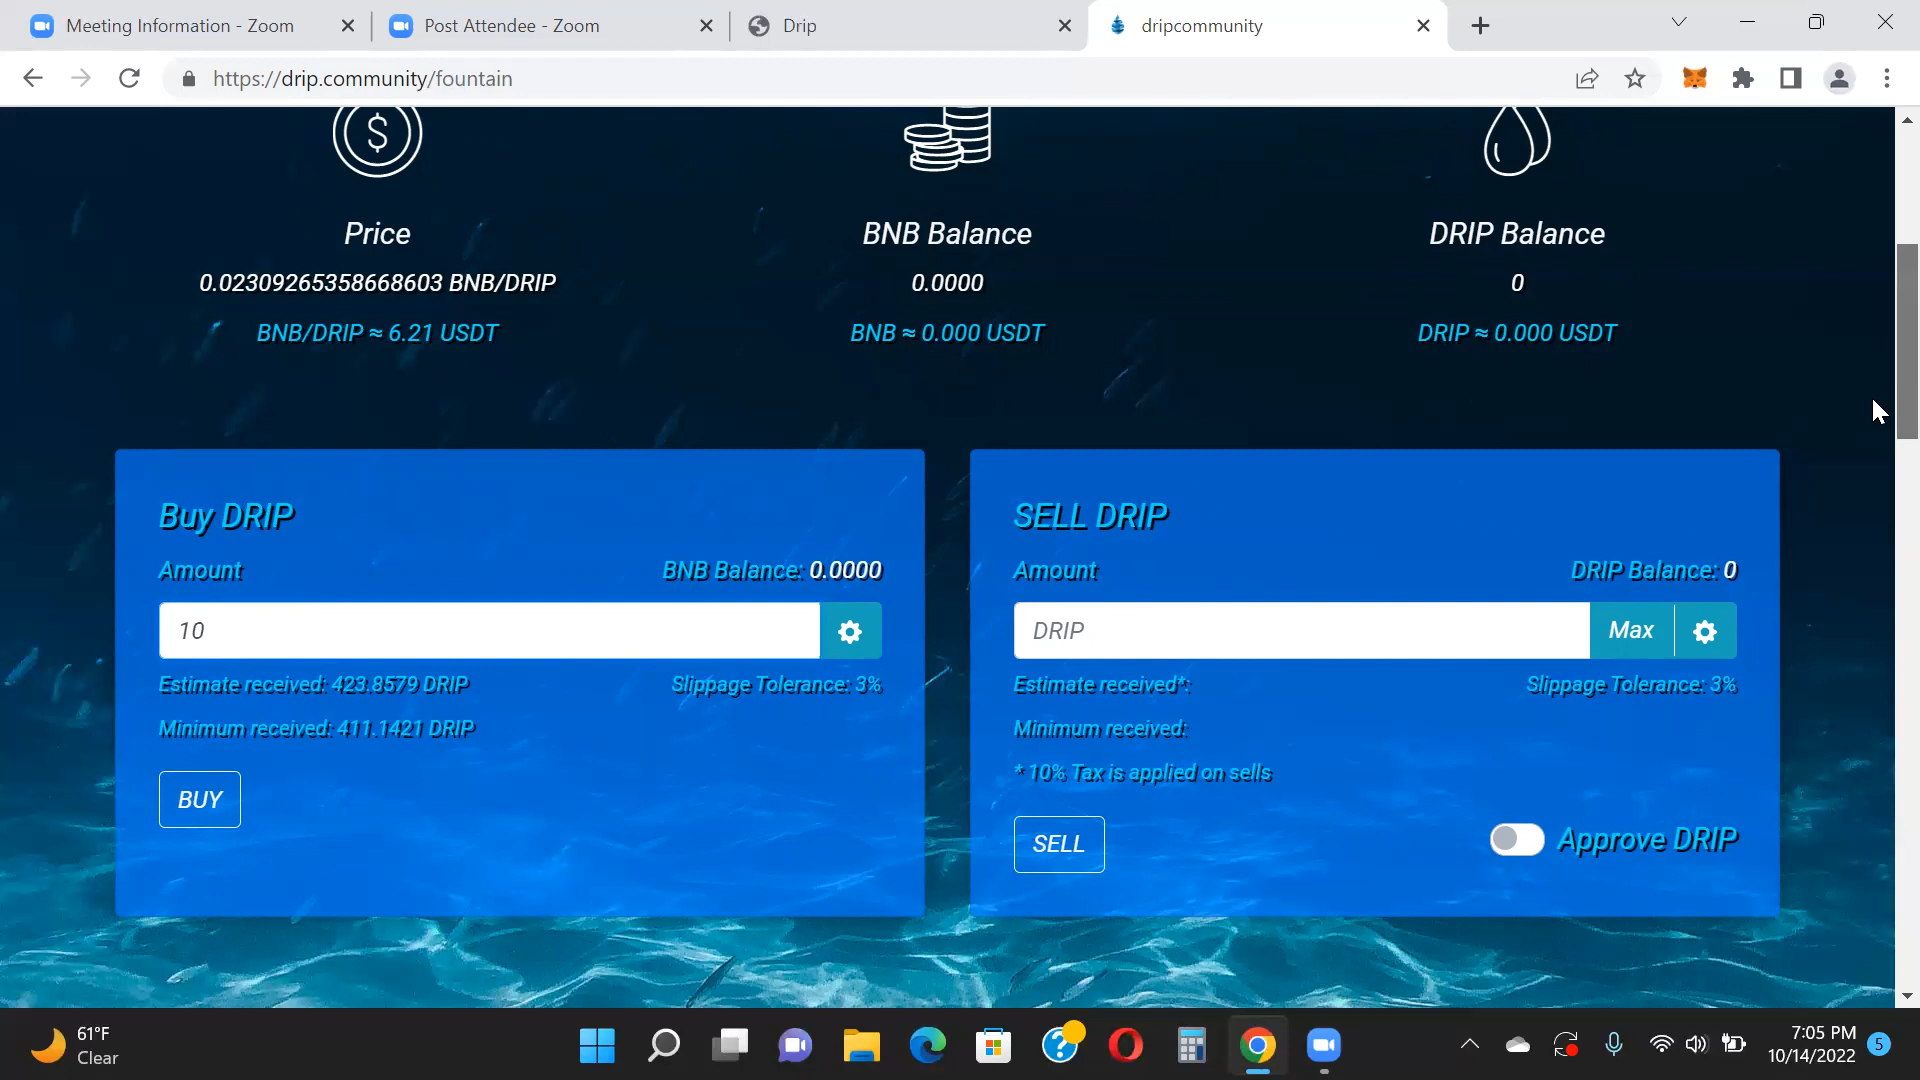 Meeting Information - Zoom
Post Attendee - Zoom
Drip
dripcommunity
https://drip.community/fountain
Price
BNB Balance
DRIP Balance
0.02309265358668603 BNB/DRIP
0.0000
0
BNB/DRIP ≈ 6.21 USDT
BNB ≈ 0.000 USDT
DRIP ≈ 0.000 USDT
Buy DRIP
Amount
BNB Balance: 0.0000
10
Estimate received: 423.8579 DRIP
Slippage Tolerance: 3%
Minimum received: 411.1421 DRIP
BUY
SELL DRIP
Amount
DRIP Balance: 0
DRIP
Max
Estimate received*:
Slippage Tolerance: 3%
Minimum received:
* 10% Tax is applied on sells
SELL
Approve DRIP
61°F
Clear
7:05 PM
10/14/2022
5